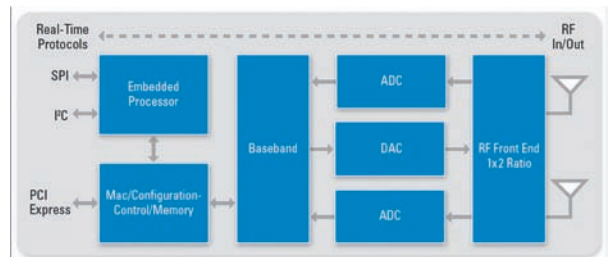 Real-Time
Protocols
RF
In/Out
SPI
I²C
Embedded
Processor
ADC
Baseband
DAC
RF Front End
1x2 Ratio
PCI
Express
Mac/Configuration-
Control/Memory
ADC